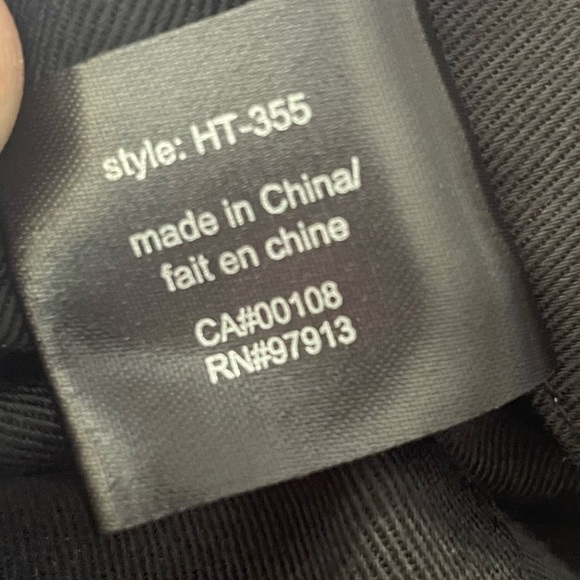 style: HT-355
made in China/
fait en chine
CA#00108
RN#97913